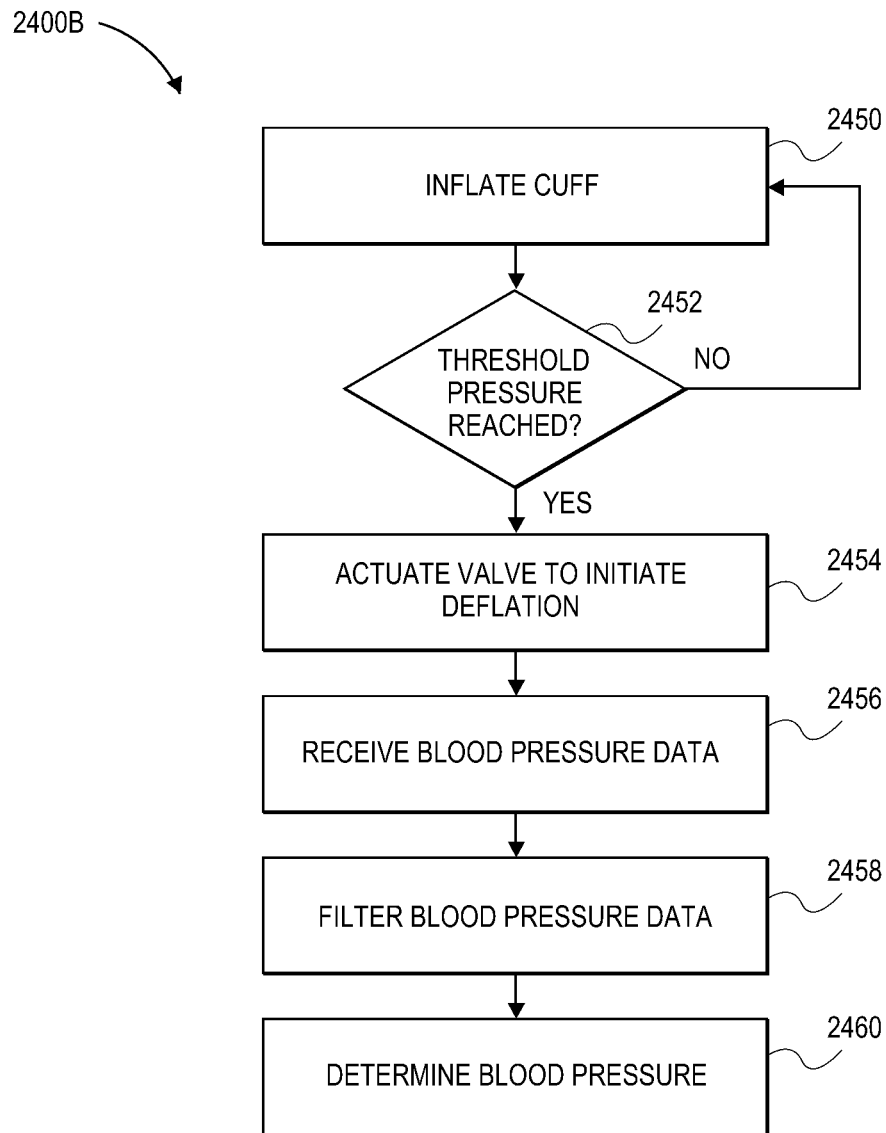 2400B
2450
INFLATE CUFF
2452
THRESHOLD
PRESSURE
REACHED?
NO
YES
2454
ACTUATE VALVE TO INITIATE
DEFLATION
2456
RECEIVE BLOOD PRESSURE DATA
2458
FILTER BLOOD PRESSURE DATA
2460
DETERMINE BLOOD PRESSURE